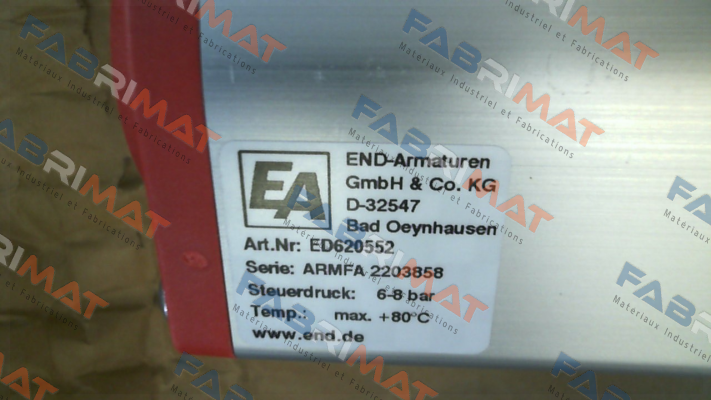 EA
END-Armaturen
GmbH & Co. KG
D-32547
Bad Oeynhausen
Art.Nr: ED620552
Serie: ARMFA 2203858
Steuerdruck: 6-8 bar
Temp.: max. +80°C
www.end.de
FABRIMAT
Matériaux Industriel et Fabrications